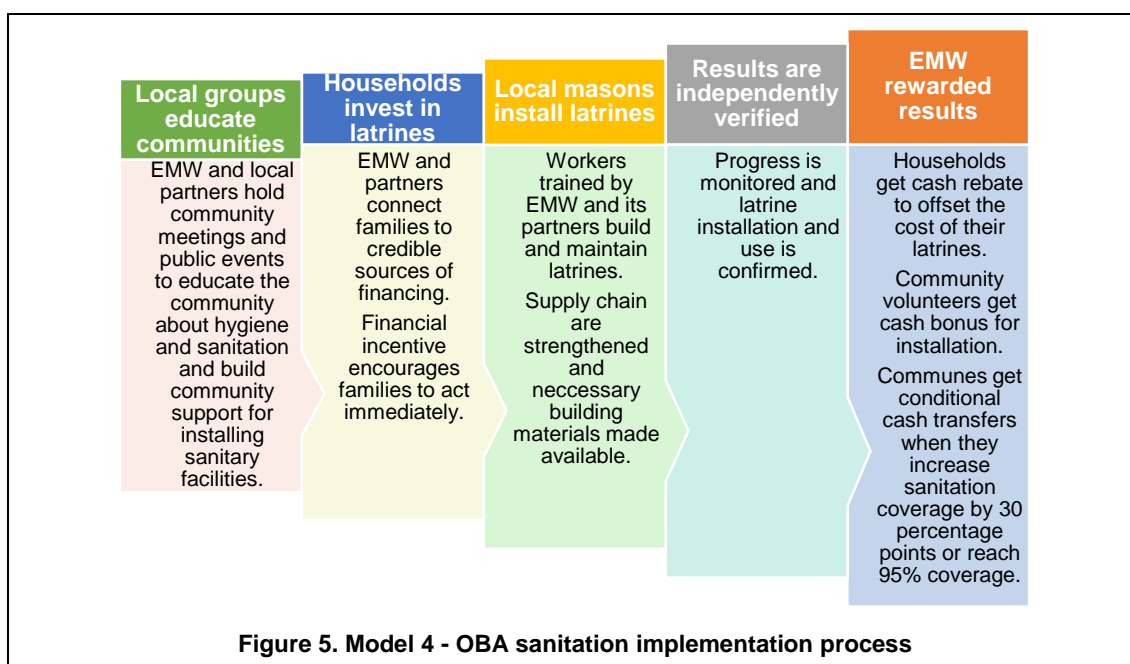 Local groups
educate
communities
EMW and local
partners hold
community
meetings and
public events
to educate the
community
about hygiene
and sanitation
and build
community
support for
installing
sanitary
facilities.
Households
invest in
latrines
EMW and
partners
connect
families to
credible
sources of
financing.
Financial
incentive
encourages
families to act
immediately.
Local masons
install latrines
Workers
trained by
EMW and its
partners build
and maintain
latrines.
Supply chain
are
strengthened
and
neccessary
building
materials made
available.
Results are
independently
verified
Progress is
monitored and
latrine
installation and
use is
confirmed.
EMW
rewarded
results
Households
get cash rebate
to offset the
cost of their
latrines.
Community
volunteers get
cash bonus for
installation.
Communes get
conditional
cash transfers
when they
increase
sanitation
coverage by 30
percentage
points or reach
95% coverage.
Figure 5. Model 4 - OBA sanitation implementation process